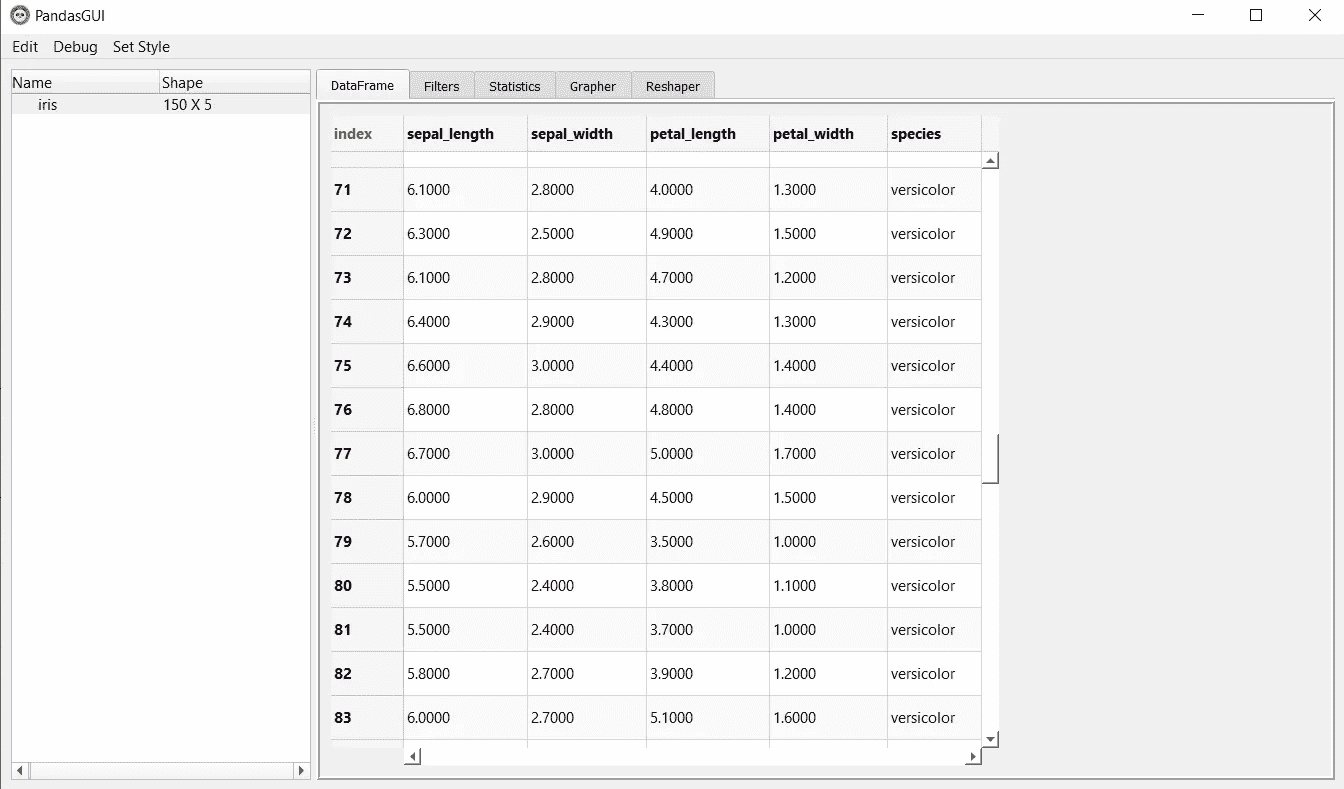 PandasGUI
Edit Debug Set Style
Name Shape
iris 150 X 5
DataFrame Filters Statistics Grapher Reshaper
index sepal_length sepal_width petal_length petal_width species
71 6.1000 2.8000 4.0000 1.3000 versicolor
72 6.3000 2.5000 4.9000 1.5000 versicolor
73 6.1000 2.8000 4.7000 1.2000 versicolor
74 6.4000 2.9000 4.3000 1.3000 versicolor
75 6.6000 3.0000 4.4000 1.4000 versicolor
76 6.8000 2.8000 4.8000 1.4000 versicolor
77 6.7000 3.0000 5.0000 1.7000 versicolor
78 6.0000 2.9000 4.5000 1.5000 versicolor
79 5.7000 2.6000 3.5000 1.0000 versicolor
80 5.5000 2.4000 3.8000 1.1000 versicolor
81 5.5000 2.4000 3.7000 1.0000 versicolor
82 5.8000 2.7000 3.9000 1.2000 versicolor
83 6.0000 2.7000 5.1000 1.6000 versicolor